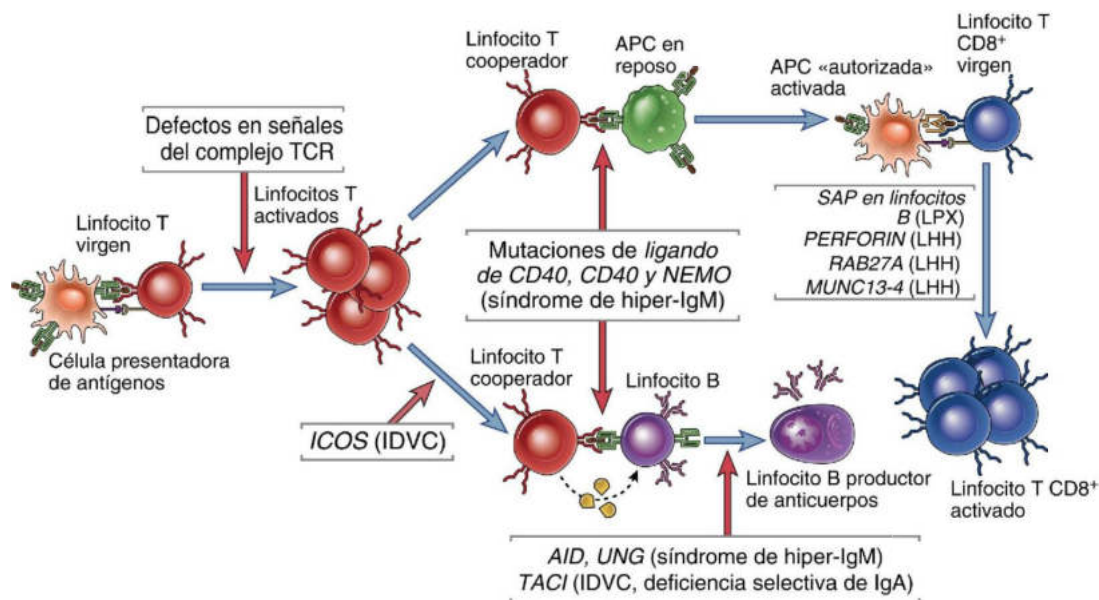 Linfocito T
cooperador
APC en
reposo
Linfocito T
CD8+
virgen
APC «autorizada»
activada
Defectos en señales
del complejo TCR
Linfocitos T
activados
Linfocito T
virgen
Célula presentadora
de antígenos
Mutaciones de ligando
de CD40, CD40 y NEMO
(síndrome de hiper-IgM)
SAP en linfocitos
B (LPX)
PERFORIN (LHH)
RAB27A (LHH)
MUNC13-4 (LHH)
ICOS (IDVC)
Linfocito T
cooperador
Linfocito B
Linfocito B productor
de anticuerpos
Linfocito T CD8+
activado
AID, UNG (síndrome de hiper-IgM)
TACI (IDVC, deficiencia selectiva de IgA)